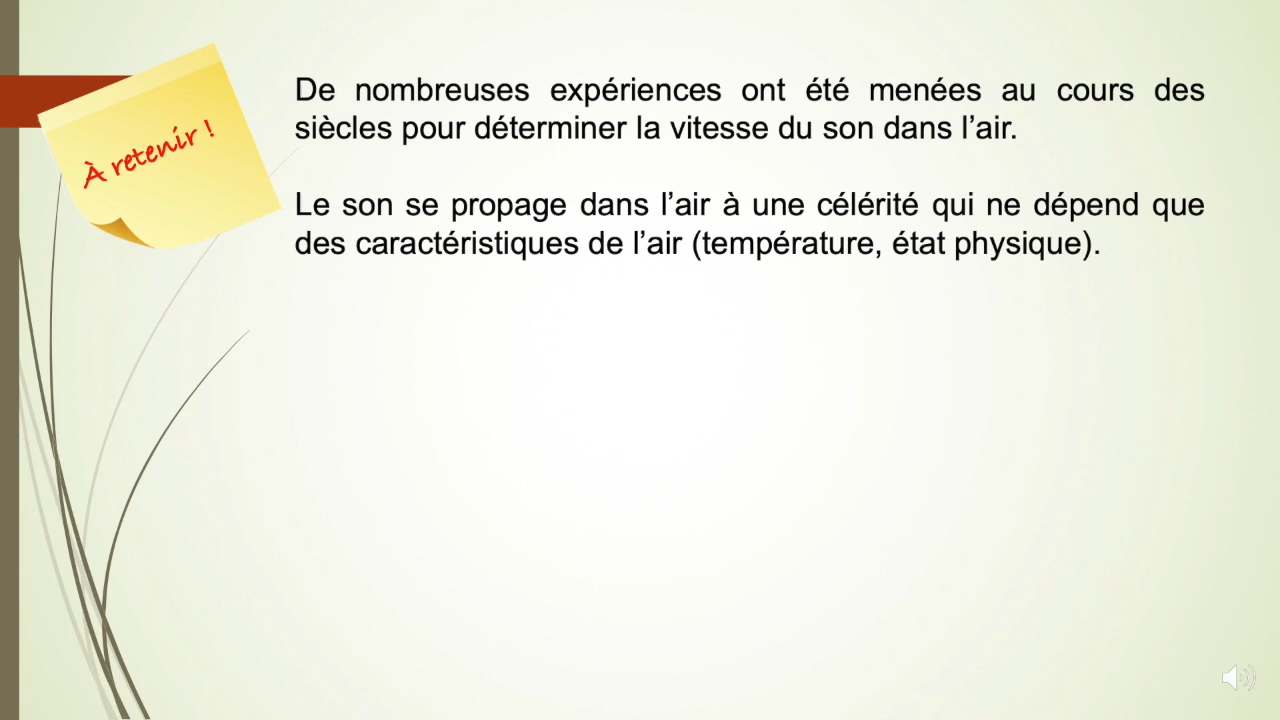 À retenir !
De nombreuses expériences ont été menées au cours des
siècles pour déterminer la vitesse du son dans l’air.
Le son se propage dans l’air à une célérité qui ne dépend que
des caractéristiques de l’air (température, état physique).